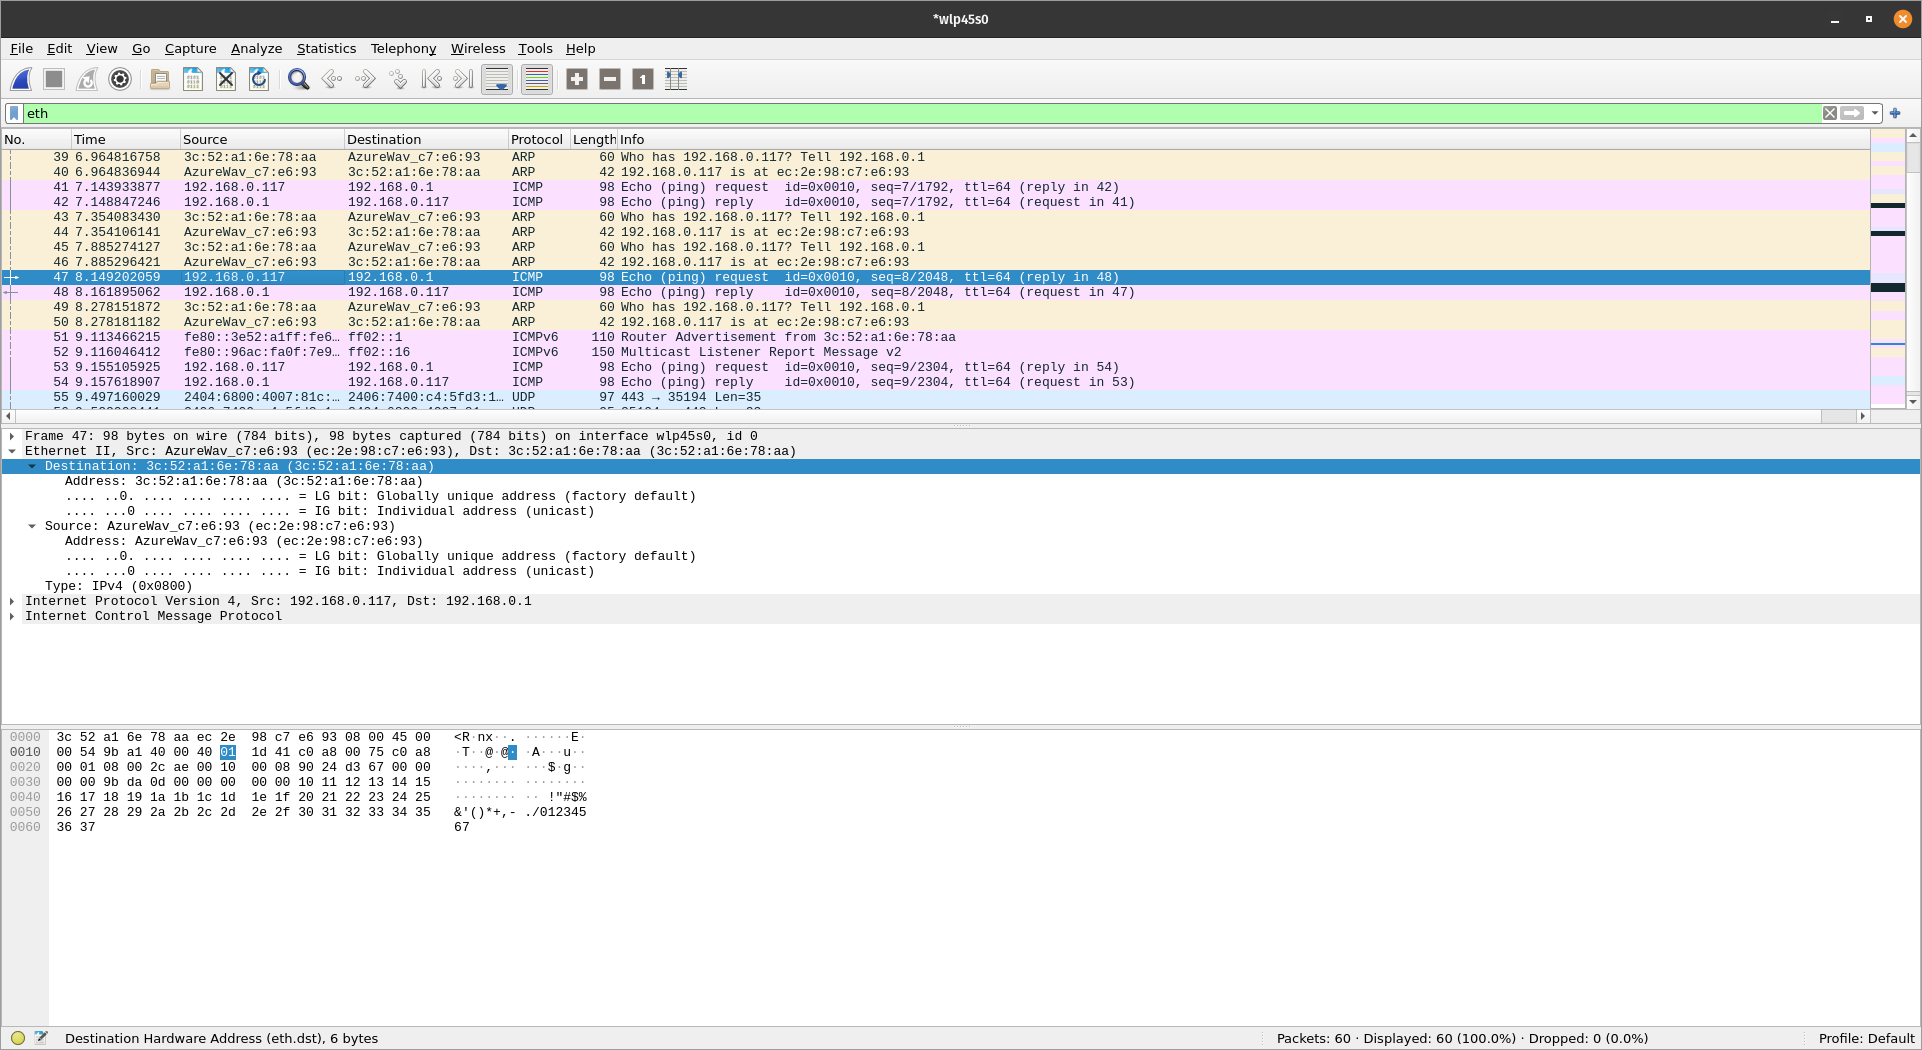 *wlp45s0
File Edit View Go Capture Analyze Statistics Telephony Wireless Tools Help
eth
No. Time Source Destination Protocol Length Info
39 6.964816758 3c:52:a1:6e:78:aa AzureWav_c7:e6:93 ARP 60 Who has 192.168.0.117? Tell 192.168.0.1
40 6.964836944 AzureWav_c7:e6:93 3c:52:a1:6e:78:aa ARP 42 192.168.0.117 is at ec:2e:98:c7:e6:93
41 7.143933877 192.168.0.117 192.168.0.1 ICMP 98 Echo (ping) request id=0x0010, seq=7/1792, ttl=64 (reply in 42)
42 7.148847246 192.168.0.1 192.168.0.117 ICMP 98 Echo (ping) reply id=0x0010, seq=7/1792, ttl=64 (request in 41)
43 7.354083430 3c:52:a1:6e:78:aa AzureWav_c7:e6:93 ARP 60 Who has 192.168.0.117? Tell 192.168.0.1
44 7.354106141 AzureWav_c7:e6:93 3c:52:a1:6e:78:aa ARP 42 192.168.0.117 is at ec:2e:98:c7:e6:93
45 7.885274127 3c:52:a1:6e:78:aa AzureWav_c7:e6:93 ARP 60 Who has 192.168.0.117? Tell 192.168.0.1
46 7.885296421 AzureWav_c7:e6:93 3c:52:a1:6e:78:aa ARP 42 192.168.0.117 is at ec:2e:98:c7:e6:93
47 8.149202059 192.168.0.117 192.168.0.1 ICMP 98 Echo (ping) request id=0x0010, seq=8/2048, ttl=64 (reply in 48)
48 8.161895062 192.168.0.1 192.168.0.117 ICMP 98 Echo (ping) reply id=0x0010, seq=8/2048, ttl=64 (request in 47)
49 8.278151872 3c:52:a1:6e:78:aa AzureWav_c7:e6:93 ARP 60 Who has 192.168.0.117? Tell 192.168.0.1
50 8.278181182 AzureWav_c7:e6:93 3c:52:a1:6e:78:aa ARP 42 192.168.0.117 is at ec:2e:98:c7:e6:93
51 9.113466215 fe80::3e52:a1ff:fe6… ff02::1 ICMPv6 110 Router Advertisement from 3c:52:a1:6e:78:aa
52 9.116046412 fe80::96ac:fa0f:7e9… ff02::16 ICMPv6 150 Multicast Listener Report Message v2
53 9.155105925 192.168.0.117 192.168.0.1 ICMP 98 Echo (ping) request id=0x0010, seq=9/2304, ttl=64 (reply in 54)
54 9.157618907 192.168.0.1 192.168.0.117 ICMP 98 Echo (ping) reply id=0x0010, seq=9/2304, ttl=64 (request in 53)
55 9.497160029 2404:6800:4007:81c:… 2406:7400:c4:5fd3:1… UDP 97 443 → 35194 Len=35
Frame 47: 98 bytes on wire (784 bits), 98 bytes captured (784 bits) on interface wlp45s0, id 0
Ethernet II, Src: AzureWav_c7:e6:93 (ec:2e:98:c7:e6:93), Dst: 3c:52:a1:6e:78:aa (3c:52:a1:6e:78:aa)
Destination: 3c:52:a1:6e:78:aa (3c:52:a1:6e:78:aa)
Address: 3c:52:a1:6e:78:aa (3c:52:a1:6e:78:aa)
.... ..0. .... .... .... .... = LG bit: Globally unique address (factory default)
.... ...0 .... .... .... .... = IG bit: Individual address (unicast)
Source: AzureWav_c7:e6:93 (ec:2e:98:c7:e6:93)
Address: AzureWav_c7:e6:93 (ec:2e:98:c7:e6:93)
.... ..0. .... .... .... .... = LG bit: Globally unique address (factory default)
.... ...0 .... .... .... .... = IG bit: Individual address (unicast)
Type: IPv4 (0x0800)
Internet Protocol Version 4, Src: 192.168.0.117, Dst: 192.168.0.1
Internet Control Message Protocol
0000 3c 52 a1 6e 78 aa ec 2e 98 c7 e6 93 08 00 45 00 <R·nx··. ······E·
0010 00 54 9b a1 40 00 40 01 1d 41 c0 a8 00 75 c0 a8 ·T··@·@· ·A···u··
0020 00 01 08 00 2c ae 00 10 00 08 90 24 d3 67 00 00 ····,··· ···$·g··
0030 00 00 9b da 0d 00 00 00 00 00 10 11 12 13 14 15 ········ ········
0040 16 17 18 19 1a 1b 1c 1d 1e 1f 20 21 22 23 24 25 ········ ·· !"#$%
0050 26 27 28 29 2a 2b 2c 2d 2e 2f 30 31 32 33 34 35 &'()*+,- ./012345
0060 36 37 67
Destination Hardware Address (eth.dst), 6 bytes Packets: 60 · Displayed: 60 (100.0%) · Dropped: 0 (0.0%) Profile: Default